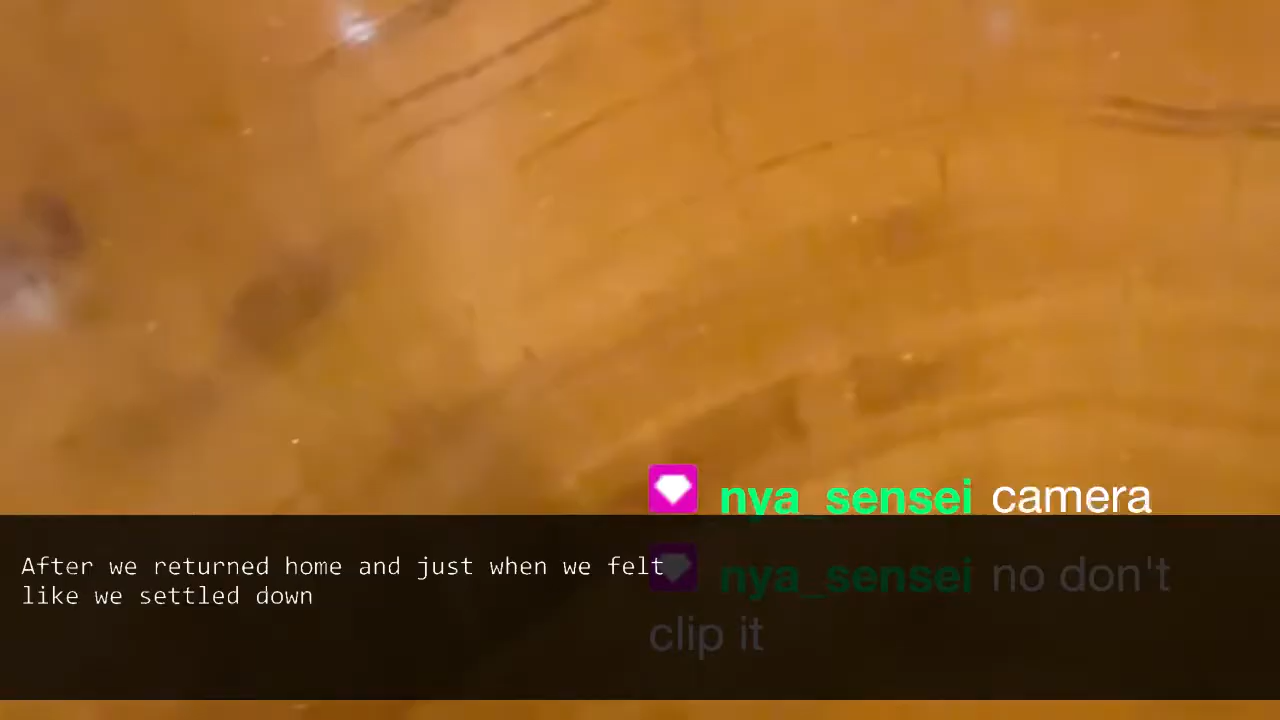 nya_sensei camera
After we returned home and just when we felt
like we settled down
nya_sensei no don't
clip it